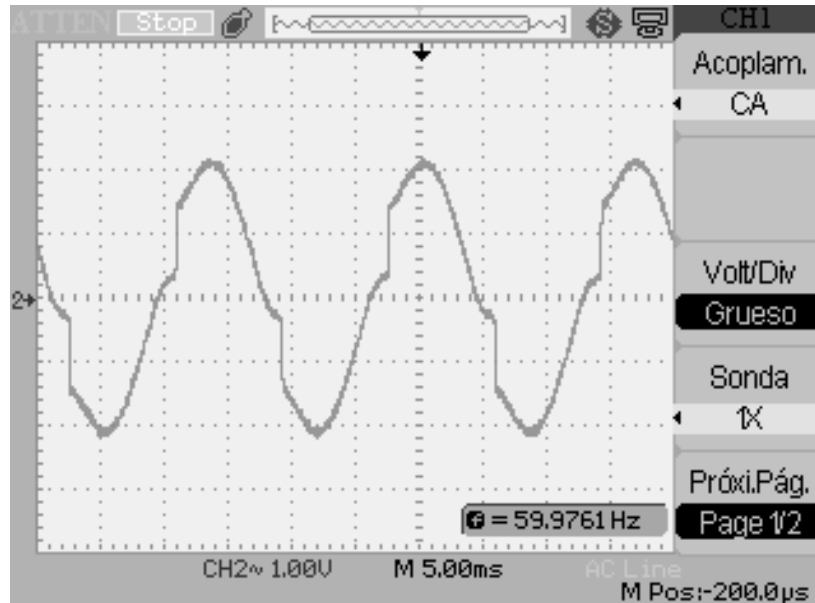 ATTEN Stop CH1
Acoplam.
CA
Volt/Div
2 Grueso
Sonda
1X
Próxi.Pág.
f = 59.9761 Hz Page 1/2
CH2~ 1.00V M 5.00ms AC Line
M Pos:-200.0µs